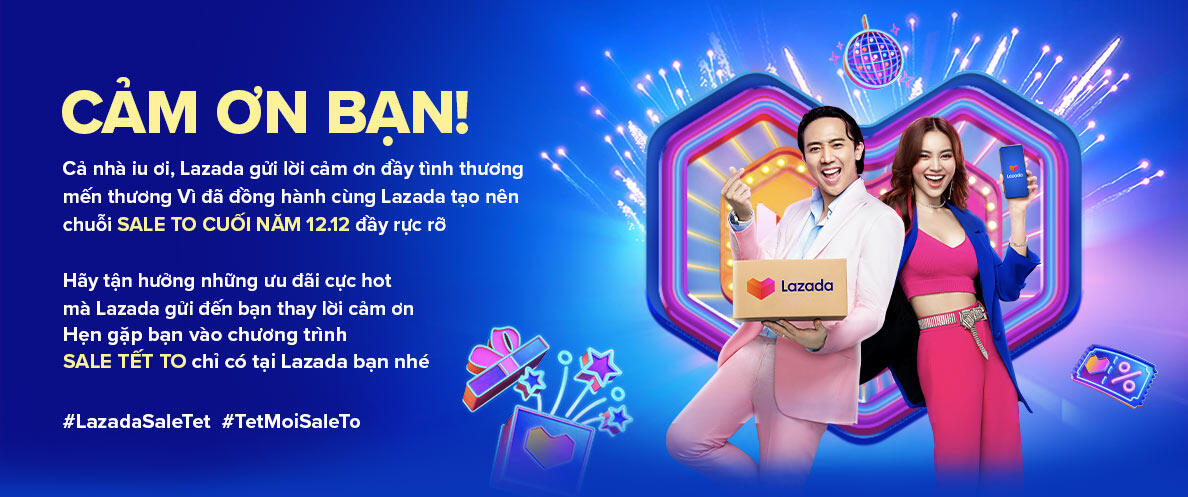 CẢM ƠN BẠN!
Cả nhà iu ơi, Lazada gửi lời cảm ơn đầy tình thương
mến thương Vì đã đồng hành cùng Lazada tạo nên
chuỗi SALE TO CUỐI NĂM 12.12 đầy rực rỡ
Hãy tận hưởng những ưu đãi cực hot
mà Lazada gửi đến bạn thay lời cảm ơn
Hẹn gặp bạn vào chương trình
SALE TẾT TO chỉ có tại Lazada bạn nhé
#LazadaSaleTet #TetMoiSaleTo
Lazada
Lazada
%